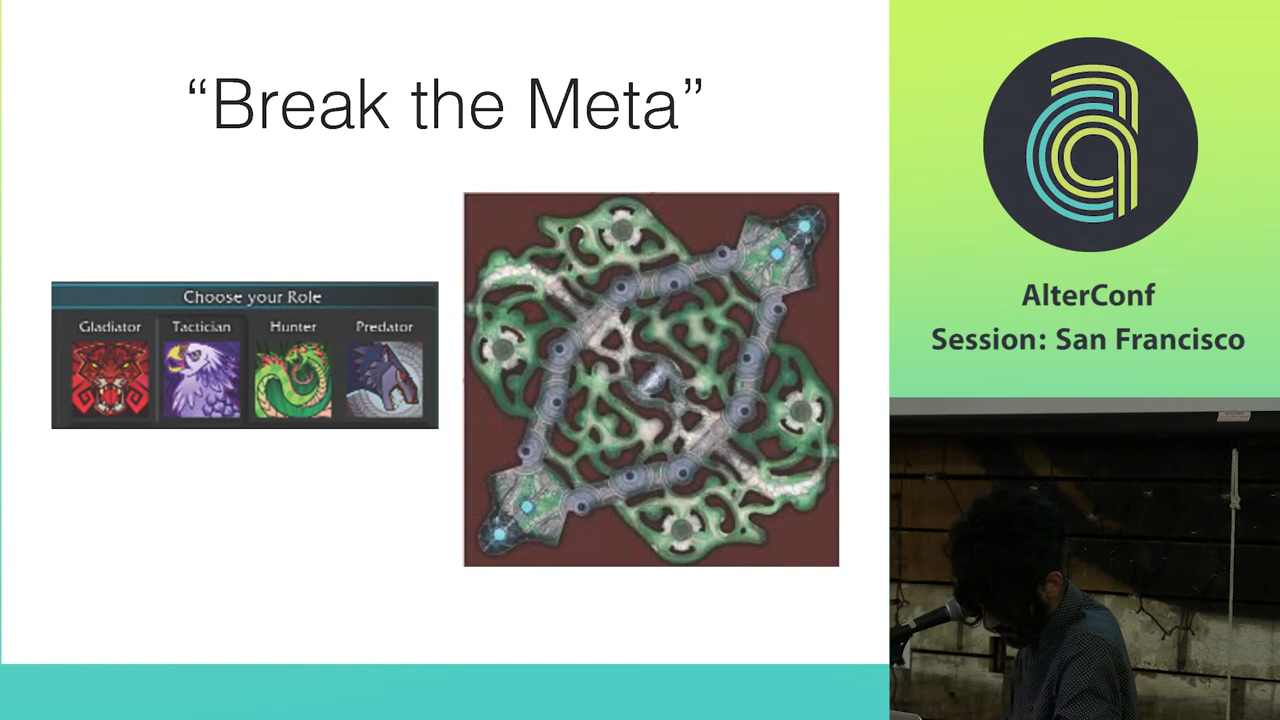 “Break the Meta”
Choose your Role
Gladiator Tactician Hunter Predator
AlterConf
Session: San Francisco